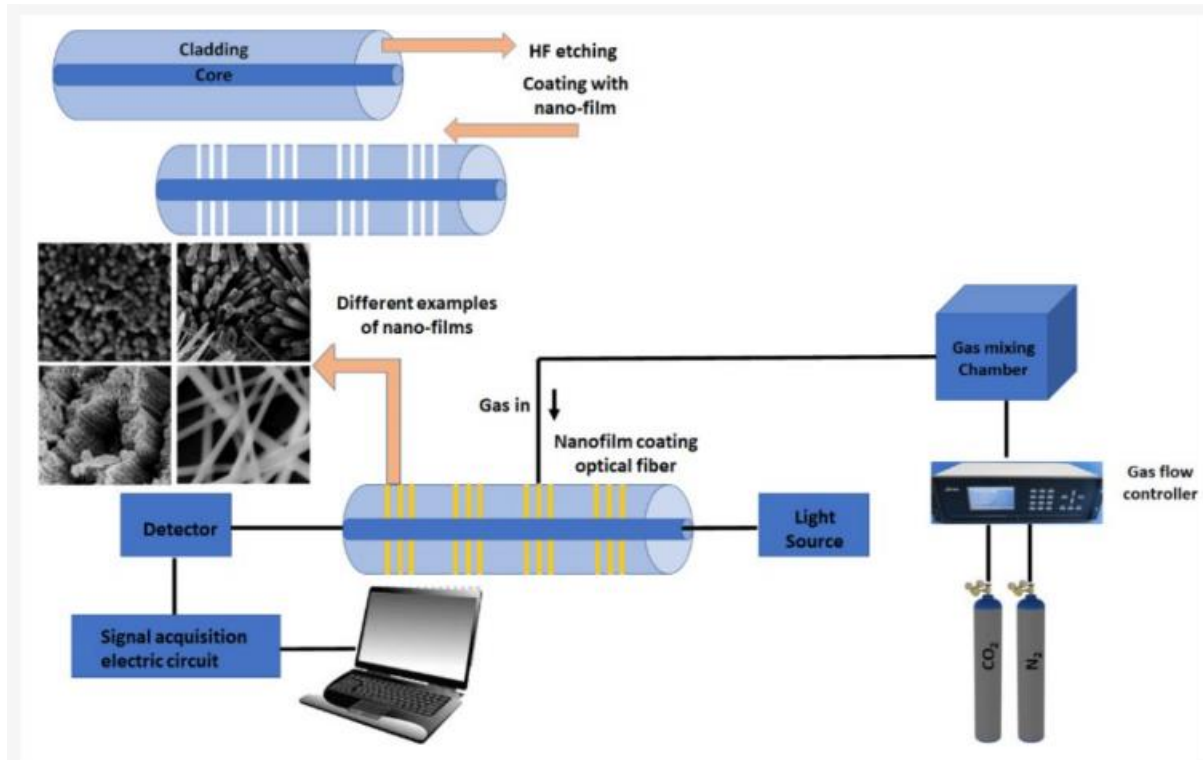 Cladding
Core
HF etching
Coating with
nano-film
Different examples
of nano-films
Gas in
Nanofilm coating
optical fiber
Gas mixing
Chamber
Gas flow
controller
Detector
Light
Source
Signal acquisition
electric circuit
CO₂
N₂